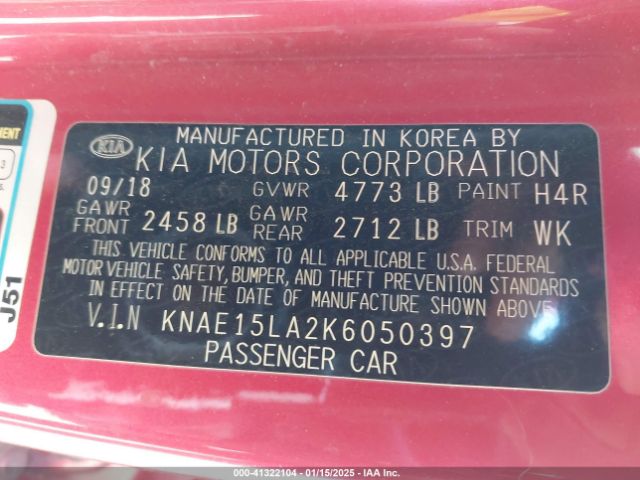 MANUFACTURED IN KOREA BY
KIA KIA MOTORS CORPORATION
09/18 GVWR 4773 LB PAINT H4R
GAWR FRONT 2458 LB GAWR REAR 2712 LB TRIM WK
THIS VEHICLE CONFORMS TO ALL APPLICABLE U.S.A. FEDERAL
MOTOR VEHICLE SAFETY, BUMPER, AND THEFT PREVENTION STANDARDS
IN EFFECT ON THE DATE OF MANUFACTURE SHOWN ABOVE.
V.I.N KNAE15LA2K6050397
PASSENGER CAR
J51
000-41322104 - 01/15/2025 - IAA Inc.